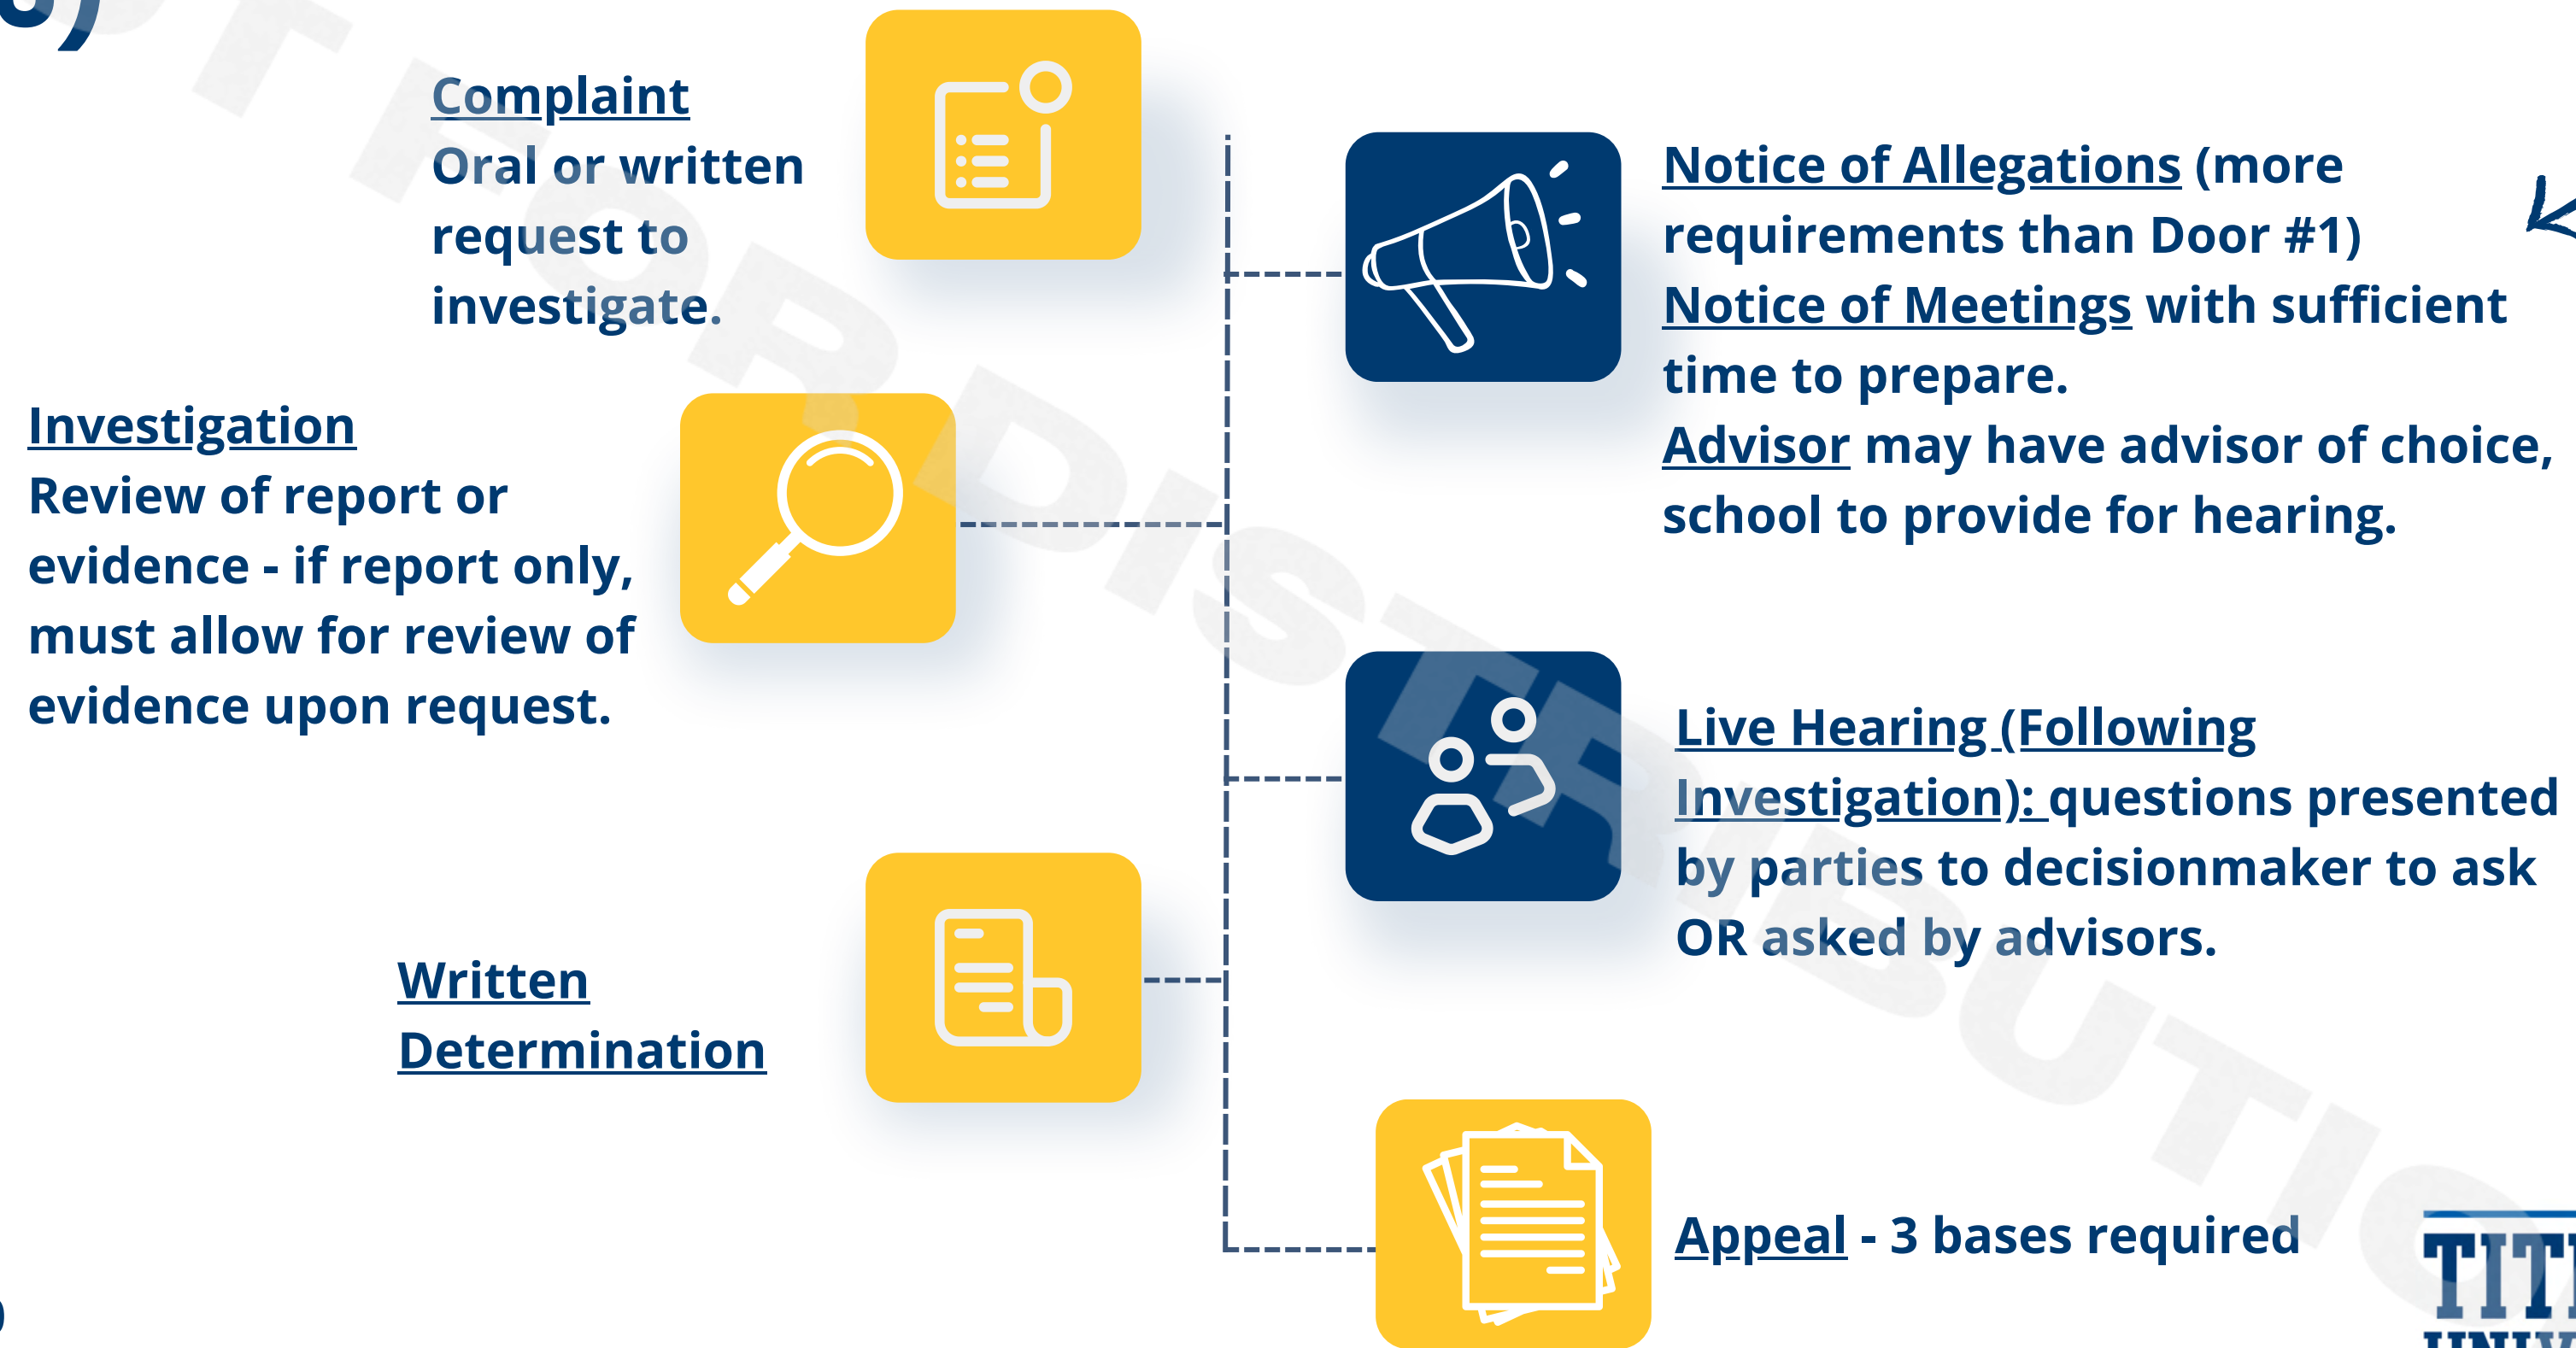 Complaint
Oral or written
request to
investigate.
Notice of Allegations (more
requirements than Door #1)
Notice of Meetings with sufficient
time to prepare.
Advisor may have advisor of choice,
school to provide for hearing.
Investigation
Review of report or
evidence - if report only,
must allow for review of
evidence upon request.
Live Hearing (Following
Investigation): questions presented
by parties to decisionmaker to ask
OR asked by advisors.
Written
Determination
Appeal - 3 bases required
FOR DISTRIBUTIO